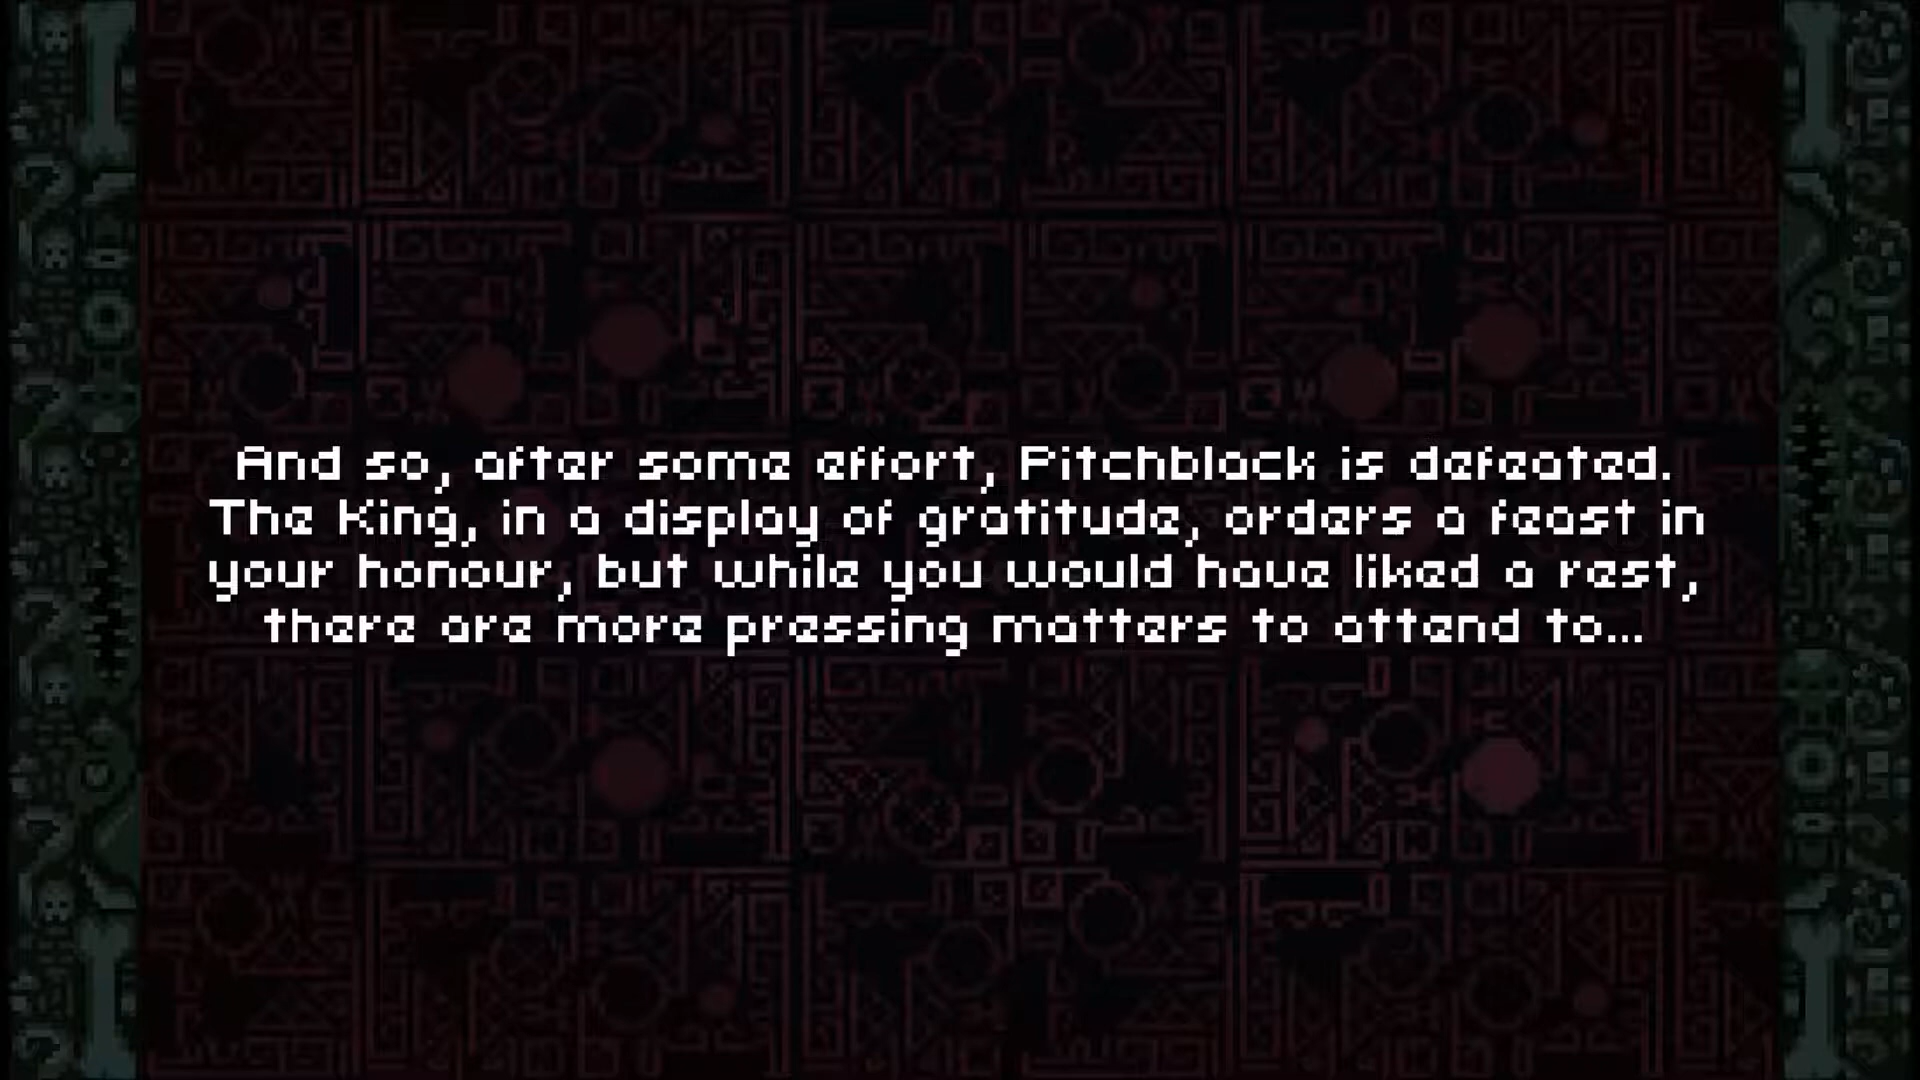 And so, after some effort, Pitchblack is defeated.
The King, in a display of gratitude, orders a feast in
your honour, but while you would have liked a rest,
there are more pressing matters to attend to...